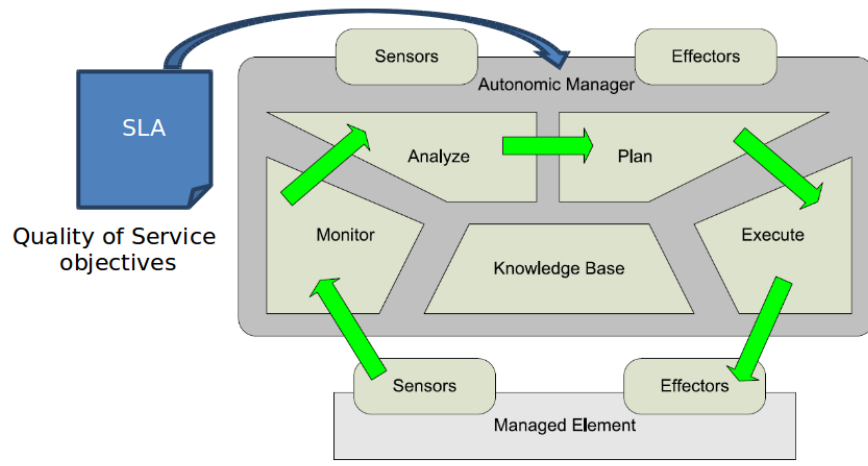 Sensors
Effectors
Autonomic Manager
SLA
Analyze
Plan
Quality of Service
objectives
Monitor
Execute
Knowledge Base
Sensors
Effectors
Managed Element